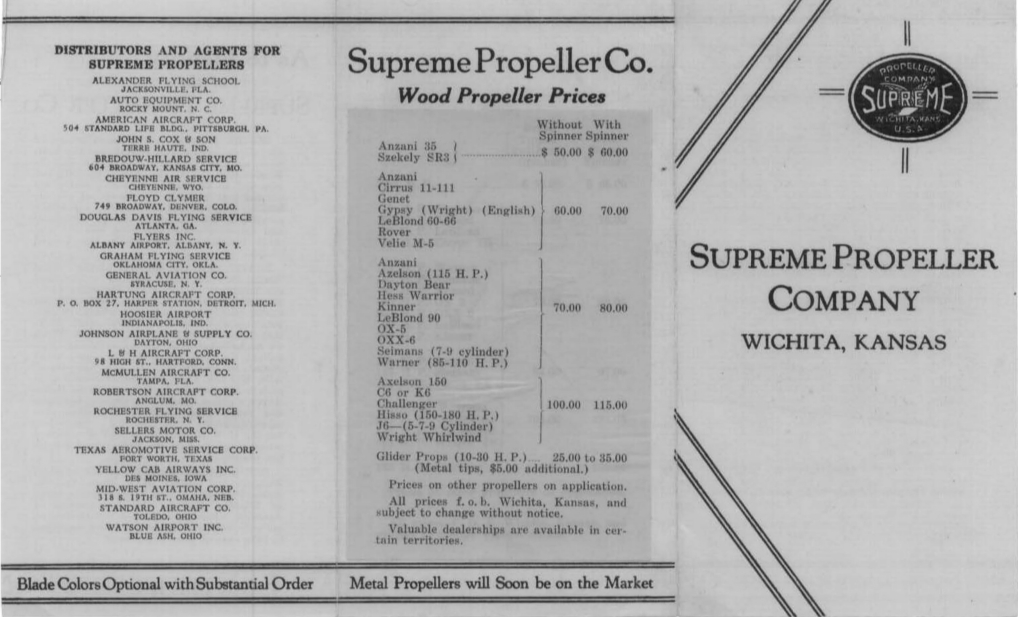 DISTRIBUTORS AND AGENTS FOR
SUPREME PROPELLERS
ALEXANDER FLYING SCHOOL
JACKSONVILLE, FLA.
AUTO EQUIPMENT CO.
ROCKY MOUNT, N. C.
AMERICAN AIRCRAFT CORP.
504 STANDARD LIFE BLDG., PITTSBURGH, PA.
JOHN S. COX & SON
TERRE HAUTE, IND.
BREDOUW-HILLARD SERVICE
604 BROADWAY, KANSAS CITY, MO.
CHEYENNE AIR SERVICE
CHEYENNE, WYO.
FLOYD CLYMER
749 BROADWAY, DENVER, COLO.
DOUGLAS DAVIS FLYING SERVICE
ATLANTA, GA.
FLYERS INC.
ALBANY AIRPORT, ALBANY, N. Y.
GRAHAM FLYING SERVICE
OKLAHOMA CITY, OKLA.
GENERAL AVIATION CO.
SYRACUSE, N. Y.
HARTUNG AIRCRAFT CORP.
P. O. BOX 27, HARPER STATION, DETROIT, MICH.
HOOSIER AIRPORT
INDIANAPOLIS, IND.
JOHNSON AIRPLANE & SUPPLY CO.
DAYTON, OHIO
L & H AIRCRAFT CORP.
98 HIGH ST., HARTFORD, CONN.
MCMULLEN AIRCRAFT CO.
TAMPA, FLA.
ROBERTSON AIRCRAFT CORP.
ANGLUM, MO.
ROCHESTER FLYING SERVICE
ROCHESTER, N. Y.
SELLERS MOTOR CO.
JACKSON, MISS.
TEXAS AEROMOTIVE SERVICE CORP.
FORT WORTH, TEXAS
YELLOW CAB AIRWAYS INC.
DES MOINES, IOWA
MID-WEST AVIATION CORP.
318 S. 19TH ST., OMAHA, NEB.
STANDARD AIRCRAFT CO.
TOLEDO, OHIO
WATSON AIRPORT INC.
BLUE ASH, OHIO
Blade Colors Optional with Substantial Order
Supreme Propeller Co.
Wood Propeller Prices
Without With
Spinner Spinner
Anzani 35
Szekely SR3 $ 50.00 $ 60.00
Anzani
Cirrus 11-111
Genet
Gypsy (Wright) (English) 60.00 70.00
LeBlond 60-66
Rover
Velie M-5
Anzani
Azelson (115 H. P.)
Dayton Bear
Hess Warrior
Kinner 70.00 80.00
LeBlond 90
OX-5
OXX-6
Seimans (7-9 cylinder)
Warner (85-110 H. P.)
Axelson 150
C6 or K6
Challenger 100.00 115.00
Hisso (150-180 H. P.)
J6—(5-7-9 Cylinder)
Wright Whirlwind
Glider Props (10-30 H. P.).... 25.00 to 35.00
(Metal tips, $5.00 additional.)
Prices on other propellers on application.
All prices f. o. b. Wichita, Kansas, and
subject to change without notice.
Valuable dealerships are available in cer-
tain territories.
Metal Propellers will Soon be on the Market
PROPELLER
COMPANY
SUPREME
WICHITA, KANS.
U.S.A.
SUPREME PROPELLER
COMPANY
WICHITA, KANSAS